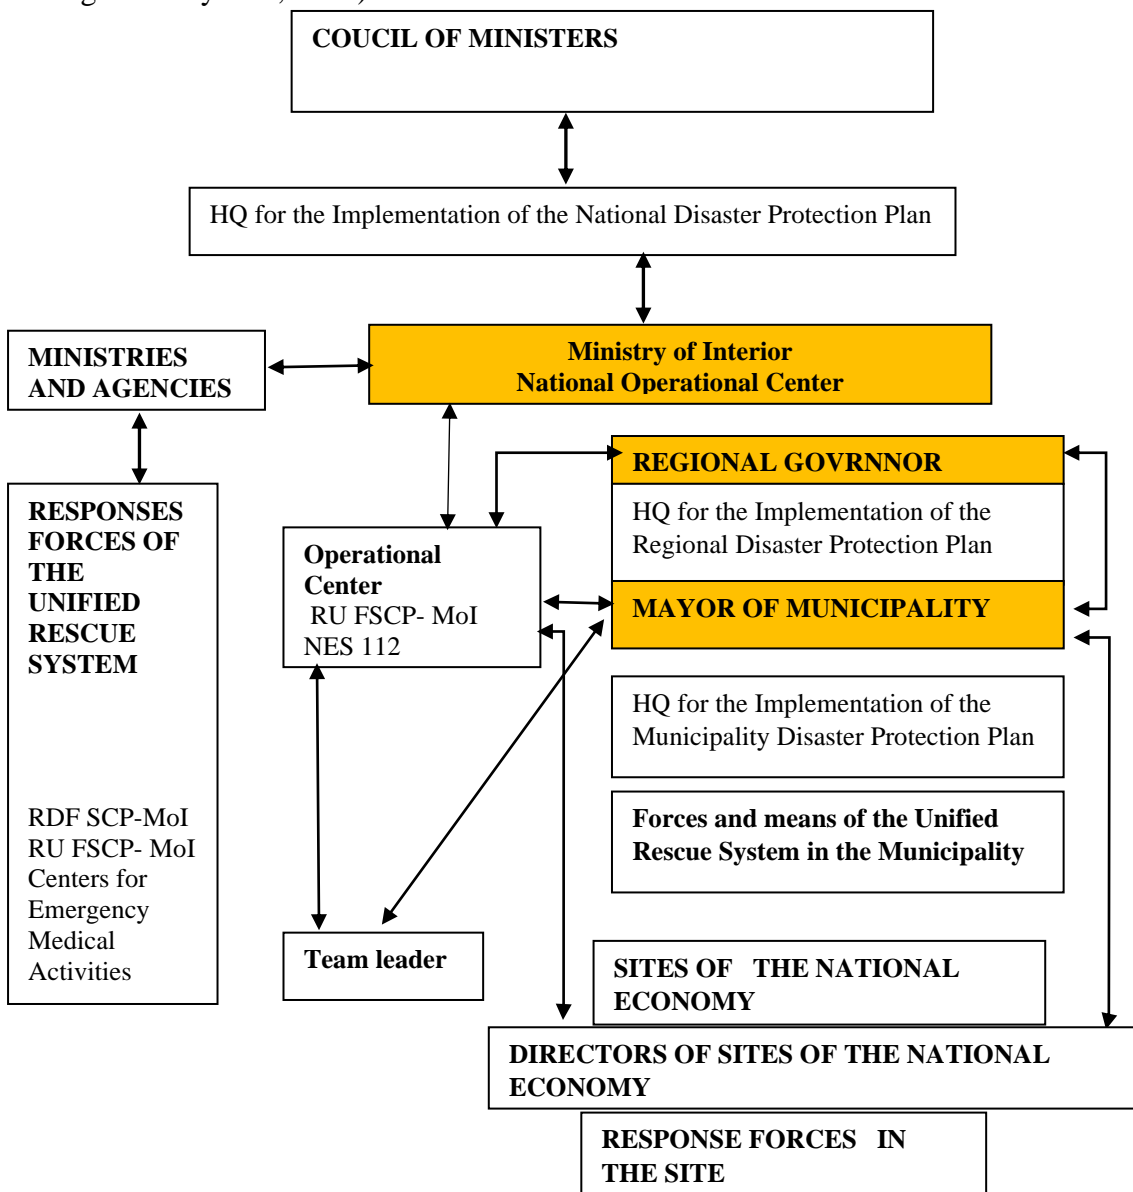 COUCIL OF MINISTERS
HQ for the Implementation of the National Disaster Protection Plan
MINISTRIES
AND AGENCIES
Ministry of Interior
National Operational Center
REGIONAL GOVRNNOR
HQ for the Implementation of the
Regional Disaster Protection Plan
MAYOR OF MUNICIPALITY
RESPONSES
FORCES OF
THE
UNIFIED
RESCUE
SYSTEM
RDF SCP-MoI
RU FSCP- MoI
Centers for
Emergency
Medical
Activities
Operational
Center
RU FSCP- MoI
NES 112
HQ for the Implementation of the
Municipality Disaster Protection Plan
Forces and means of the Unified
Rescue System in the Municipality
Team leader
SITES OF THE NATIONAL
ECONOMY
DIRECTORS OF SITES OF THE NATIONAL
ECONOMY
RESPONSE FORCES IN
THE SITE